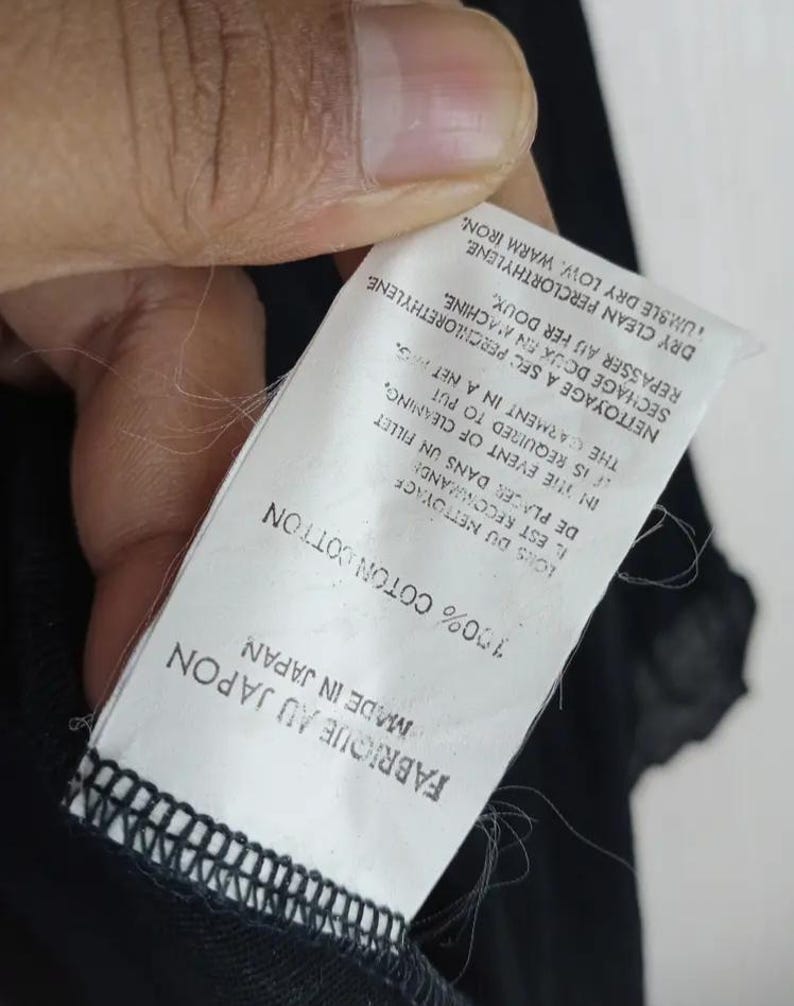 FABRIQUE AU JAPON
MADE IN JAPAN
100% COTON COTTON
LORS DU NETTOYAGE
IL EST RECOMMANDE
DE PLACER DANS UN FILLET
IN THE EVENT OF CLEANING,
IS REQUIRED TO PUT
THE GARMENT IN A NET
NETTOYAGE A SEC PERCHLORETHYLENE.
SECHAGE DOUX EN MACHINE.
REPASSER AU FER DOUX.
DRY CLEAN PERCLORTHYLENE.
TUMBLE DRY LOW. WARM IRON.